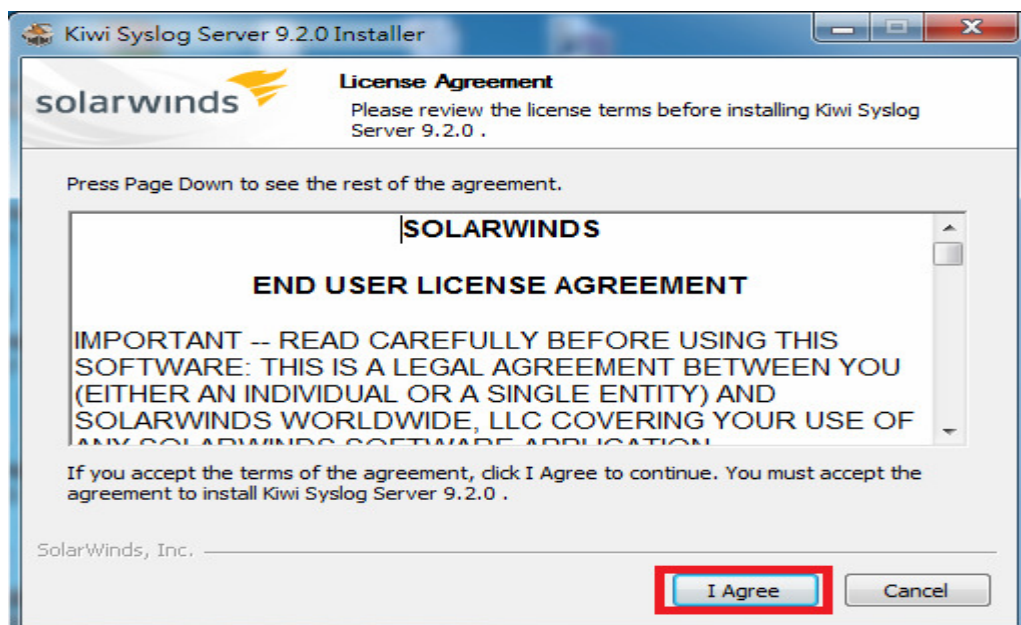 Kiwi Syslog Server 9.2.0 Installer
solarwinds
License Agreement
Please review the license terms before installing Kiwi Syslog
Server 9.2.0 .
Press Page Down to see the rest of the agreement.
SOLARWINDS
END USER LICENSE AGREEMENT
IMPORTANT -- READ CAREFULLY BEFORE USING THIS
SOFTWARE: THIS IS A LEGAL AGREEMENT BETWEEN YOU
(EITHER AN INDIVIDUAL OR A SINGLE ENTITY) AND
SOLARWINDS WORLDWIDE, LLC COVERING YOUR USE OF
ANY SOLARWINDS SOFTWARE APPLICATION
If you accept the terms of the agreement, click I Agree to continue. You must accept the
agreement to install Kiwi Syslog Server 9.2.0 .
SolarWinds, Inc.
I Agree
Cancel